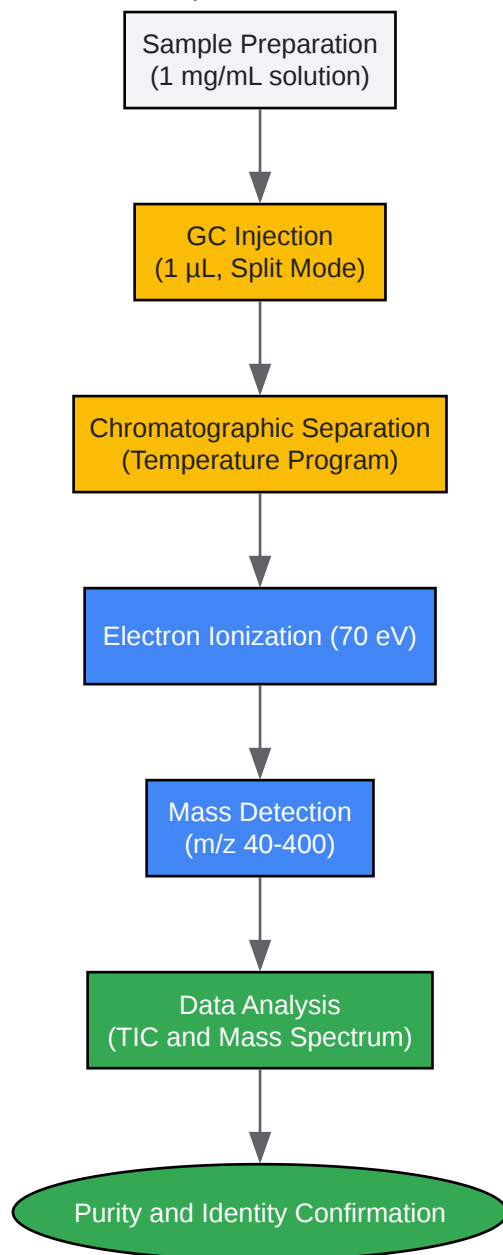 Sample Preparation
(1 mg/mL solution)
GC Injection
(1 µL, Split Mode)
Chromatographic Separation
(Temperature Program)
Electron Ionization (70 eV)
Mass Detection
(m/z 40-400)
Data Analysis
(TIC and Mass Spectrum)
Purity and Identity Confirmation